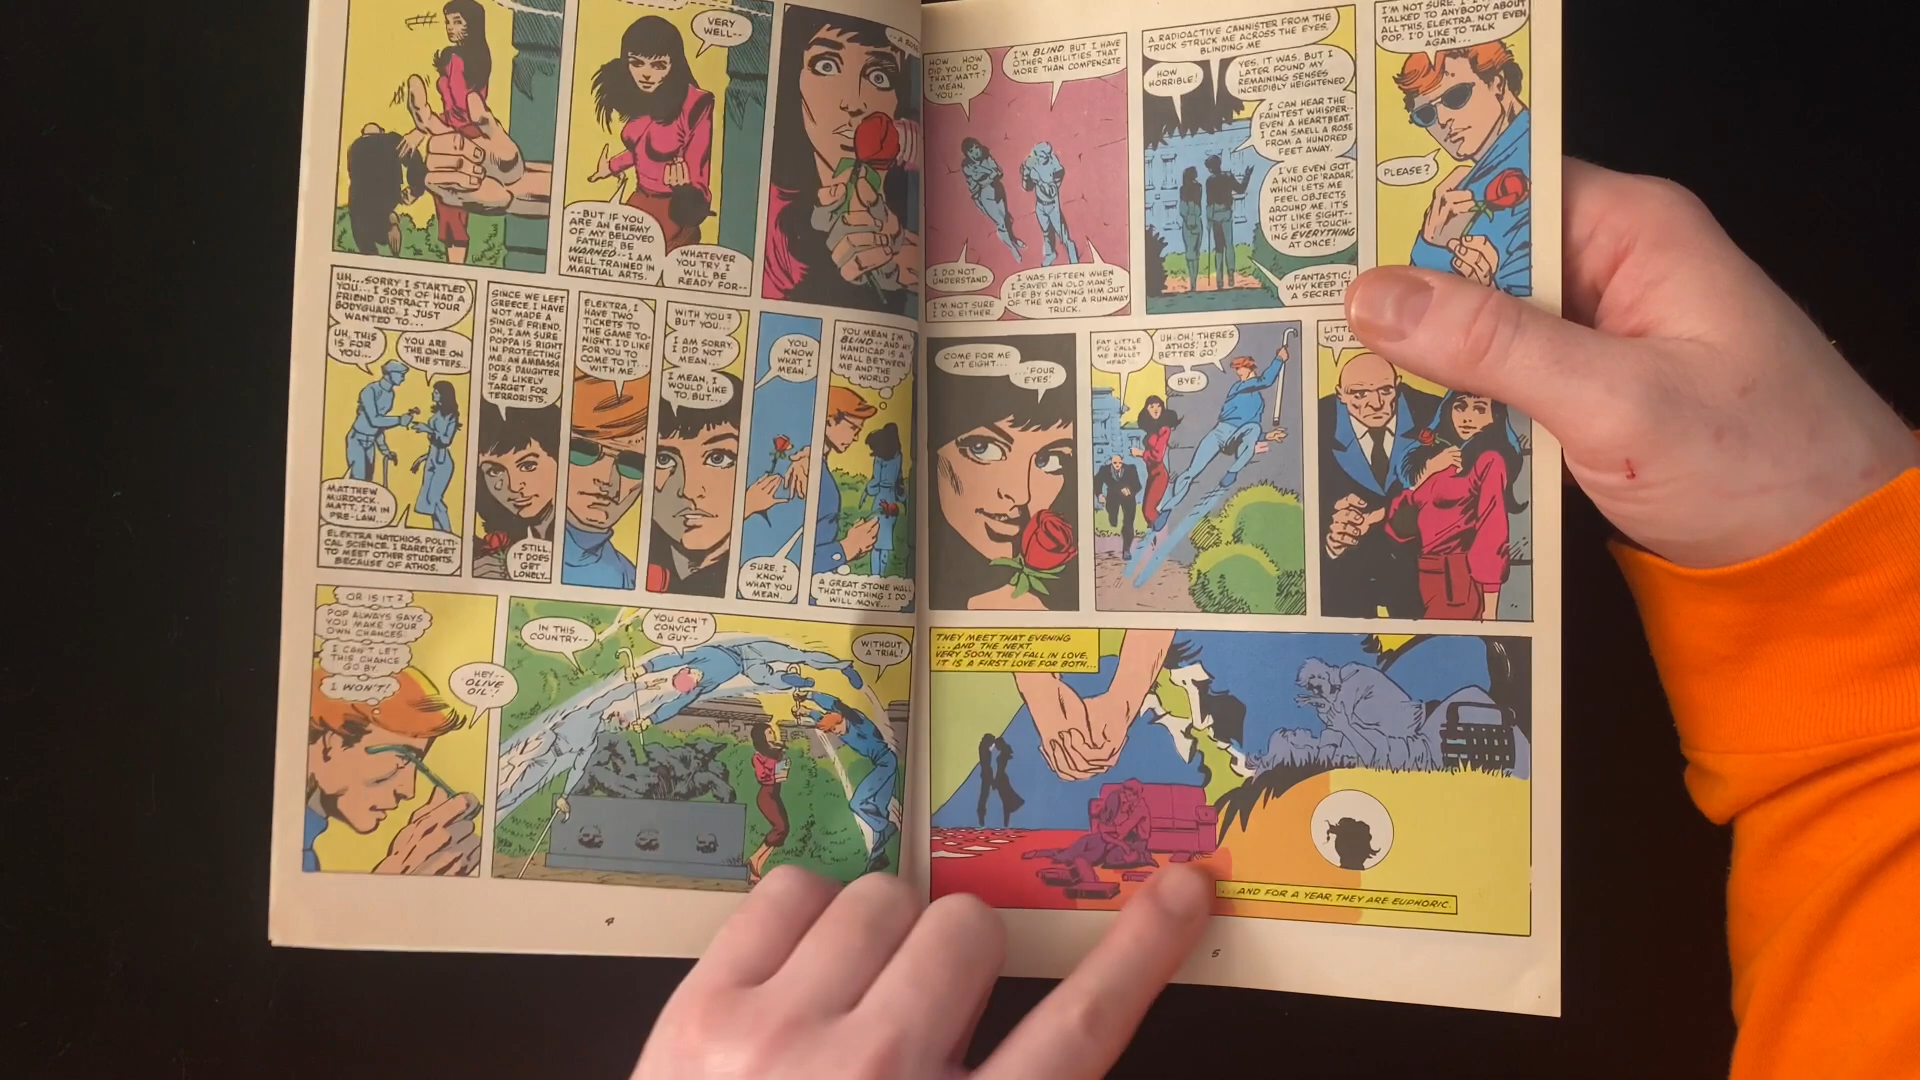 VERY
WELL--
--BUT IF YOU
ARE AN ENEMY
OF MY BELOVED
FATHER, BE
WARNED--I AM
WELL TRAINED IN
MARTIAL ARTS.
WHATEVER
YOU TRY, I
WILL BE
READY FOR--
UH...SORRY I STARTLED
YOU... I SORT OF HAD A
FRIEND DISTRACT YOUR
BODYGUARD. I JUST
WANTED TO...
UH, THIS
IS FOR
YOU...
YOU ARE
THE ONE ON
THE STEPS...
MATTHEW
MURDOCK.
MATT. I'M IN
PRE-LAW...
ELEKTRA NATCHIOS, POLITI-
CAL SCIENCE. I RARELY GET
TO MEET OTHER STUDENTS,
BECAUSE OF ATHOS.
SINCE WE LEFT
GREECE, I HAVE
NOT MADE A
SINGLE FRIEND.
OH, I AM SURE
POPPA IS RIGHT
IN PROTECTING
ME. AN AMBASSA-
DOR'S DAUGHTER
IS A LIKELY
TARGET FOR
TERRORISTS.
STILL,
IT DOES
GET
LONELY...
ELEKTRA, I
HAVE TWO
TICKETS TO
THE GAME TO-
NIGHT. I'D LIKE
FOR YOU TO
COME TO IT...
WITH ME.
WITH YOU?
BUT YOU...
I AM SORRY.
I DID NOT
MEAN...
I MEAN, I
WOULD LIKE
TO, BUT...
YOU
KNOW
WHAT I
MEAN.
SURE. I
KNOW
WHAT YOU
MEAN.
YOU MEAN I'M
BLIND--AND MY
HANDICAP IS A
WALL BETWEEN
ME AND THE
WORLD.
A GREAT STONE WALL
THAT NOTHING I DO
WILL MOVE...
OR IS IT?
POP ALWAYS SAYS
YOU MAKE YOUR
OWN CHANCES.
I CAN'T LET
THIS CHANCE
GO BY.
I WON'T!
HEY--
'OLIVE
OIL'!
IN THIS
COUNTRY--
YOU CAN'T
CONVICT
A GUY--
WITHOUT
A TRIAL!
4
HOW... HOW
DID YOU DO
THAT MATT?
I MEAN,
YOU--
I'M BLIND. BUT I HAVE
OTHER ABILITIES THAT
MORE THAN COMPENSATE
I DO NOT
UNDERSTAND.
I'M NOT SURE
I DO, EITHER.
I WAS FIFTEEN WHEN
I SAVED AN OLD MAN'S
LIFE BY SHOVING HIM OUT
OF THE WAY OF A RUNAWAY
TRUCK.
A RADIOACTIVE CANNISTER FROM THE
TRUCK STRUCK ME ACROSS THE EYES,
BLINDING ME
HOW
HORRIBLE!
YES, IT WAS. BUT I
LATER FOUND MY
REMAINING SENSES
INCREDIBLY HEIGHTENED.
I CAN HEAR THE
FAINTEST WHISPER--
EVEN A HEARTBEAT.
I CAN SMELL A ROSE
FROM A HUNDRED
FEET AWAY.
I'VE EVEN GOT
A KIND OF 'RADAR,'
WHICH LETS ME
FEEL OBJECTS
AROUND ME. IT'S
NOT LIKE SIGHT--
IT'S LIKE TOUCH-
ING EVERYTHING
AT ONCE!
FANTASTIC!
WHY KEEP IT
A SECRET
I'M NOT SURE.
TALKED TO ANYBODY ABOUT
ALL THIS, ELEKTRA. NOT EVEN
POP. I'D LIKE TO TALK
AGAIN...
PLEASE?
COME FOR ME
AT EIGHT...
...'FOUR
EYES!'
FAT LITTLE
PIG CALLS
ME BULLET
HEAD...
UH-OH! THERE'S
ATHOS! I'D
BETTER GO!
BYE!
LITTL
YOU A
THEY MEET THAT EVENING
...AND THE NEXT.
VERY SOON, THEY FALL IN LOVE.
IT IS A FIRST LOVE FOR BOTH...
...AND FOR A YEAR, THEY ARE EUPHORIC.
5